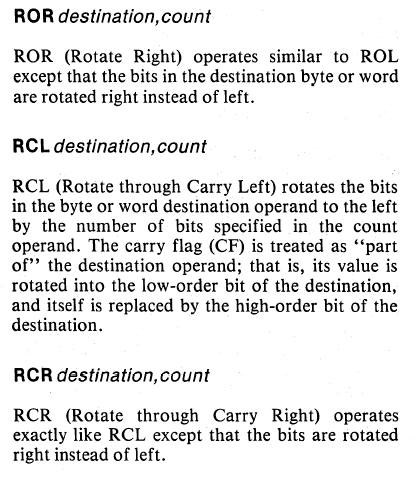 ROR destination,count
ROR (Rotate Right) operates similar to ROL
except that the bits in the destination byte or word
are rotated right instead of left.
RCL destination,count
RCL (Rotate through Carry Left) rotates the bits
in the byte or word destination operand to the left
by the number of bits specified in the count
operand. The carry flag (CF) is treated as “part
of” the destination operand; that is, its value is
rotated into the low-order bit of the destination,
and itself is replaced by the high-order bit of the
destination.
RCR destination,count
RCR (Rotate through Carry Right) operates
exactly like RCL except that the bits are rotated
right instead of left.